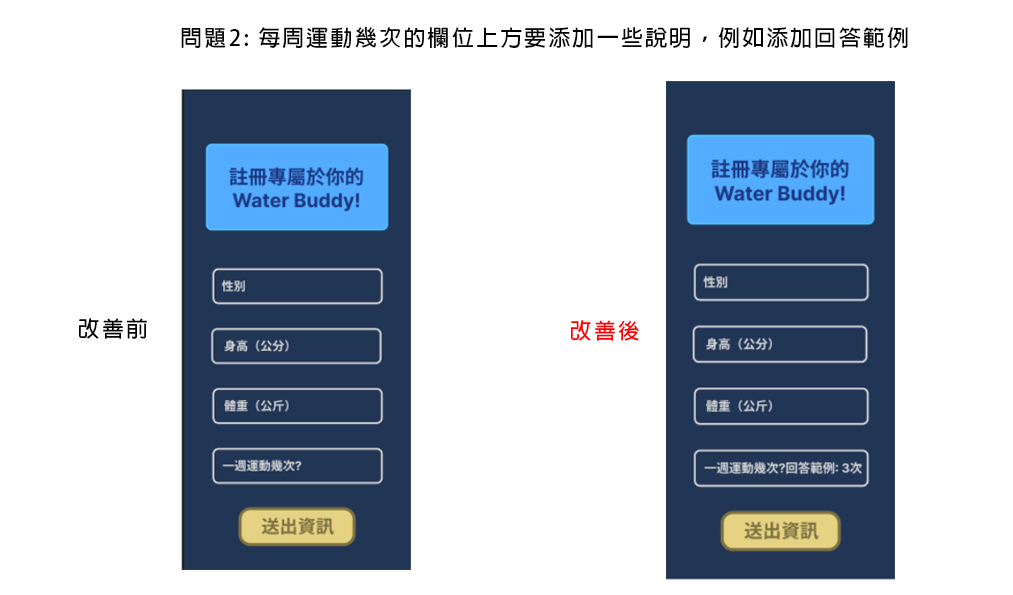 問題2: 每周運動幾次的欄位上方要添加一些說明，例如添加回答範例
改善前
註冊專屬於你的
Water Buddy!
性別
身高（公分）
體重（公斤）
一週運動幾次?
送出資訊
改善後
註冊專屬於你的
Water Buddy!
性別
身高（公分）
體重（公斤）
一週運動幾次?回答範例: 3次
送出資訊